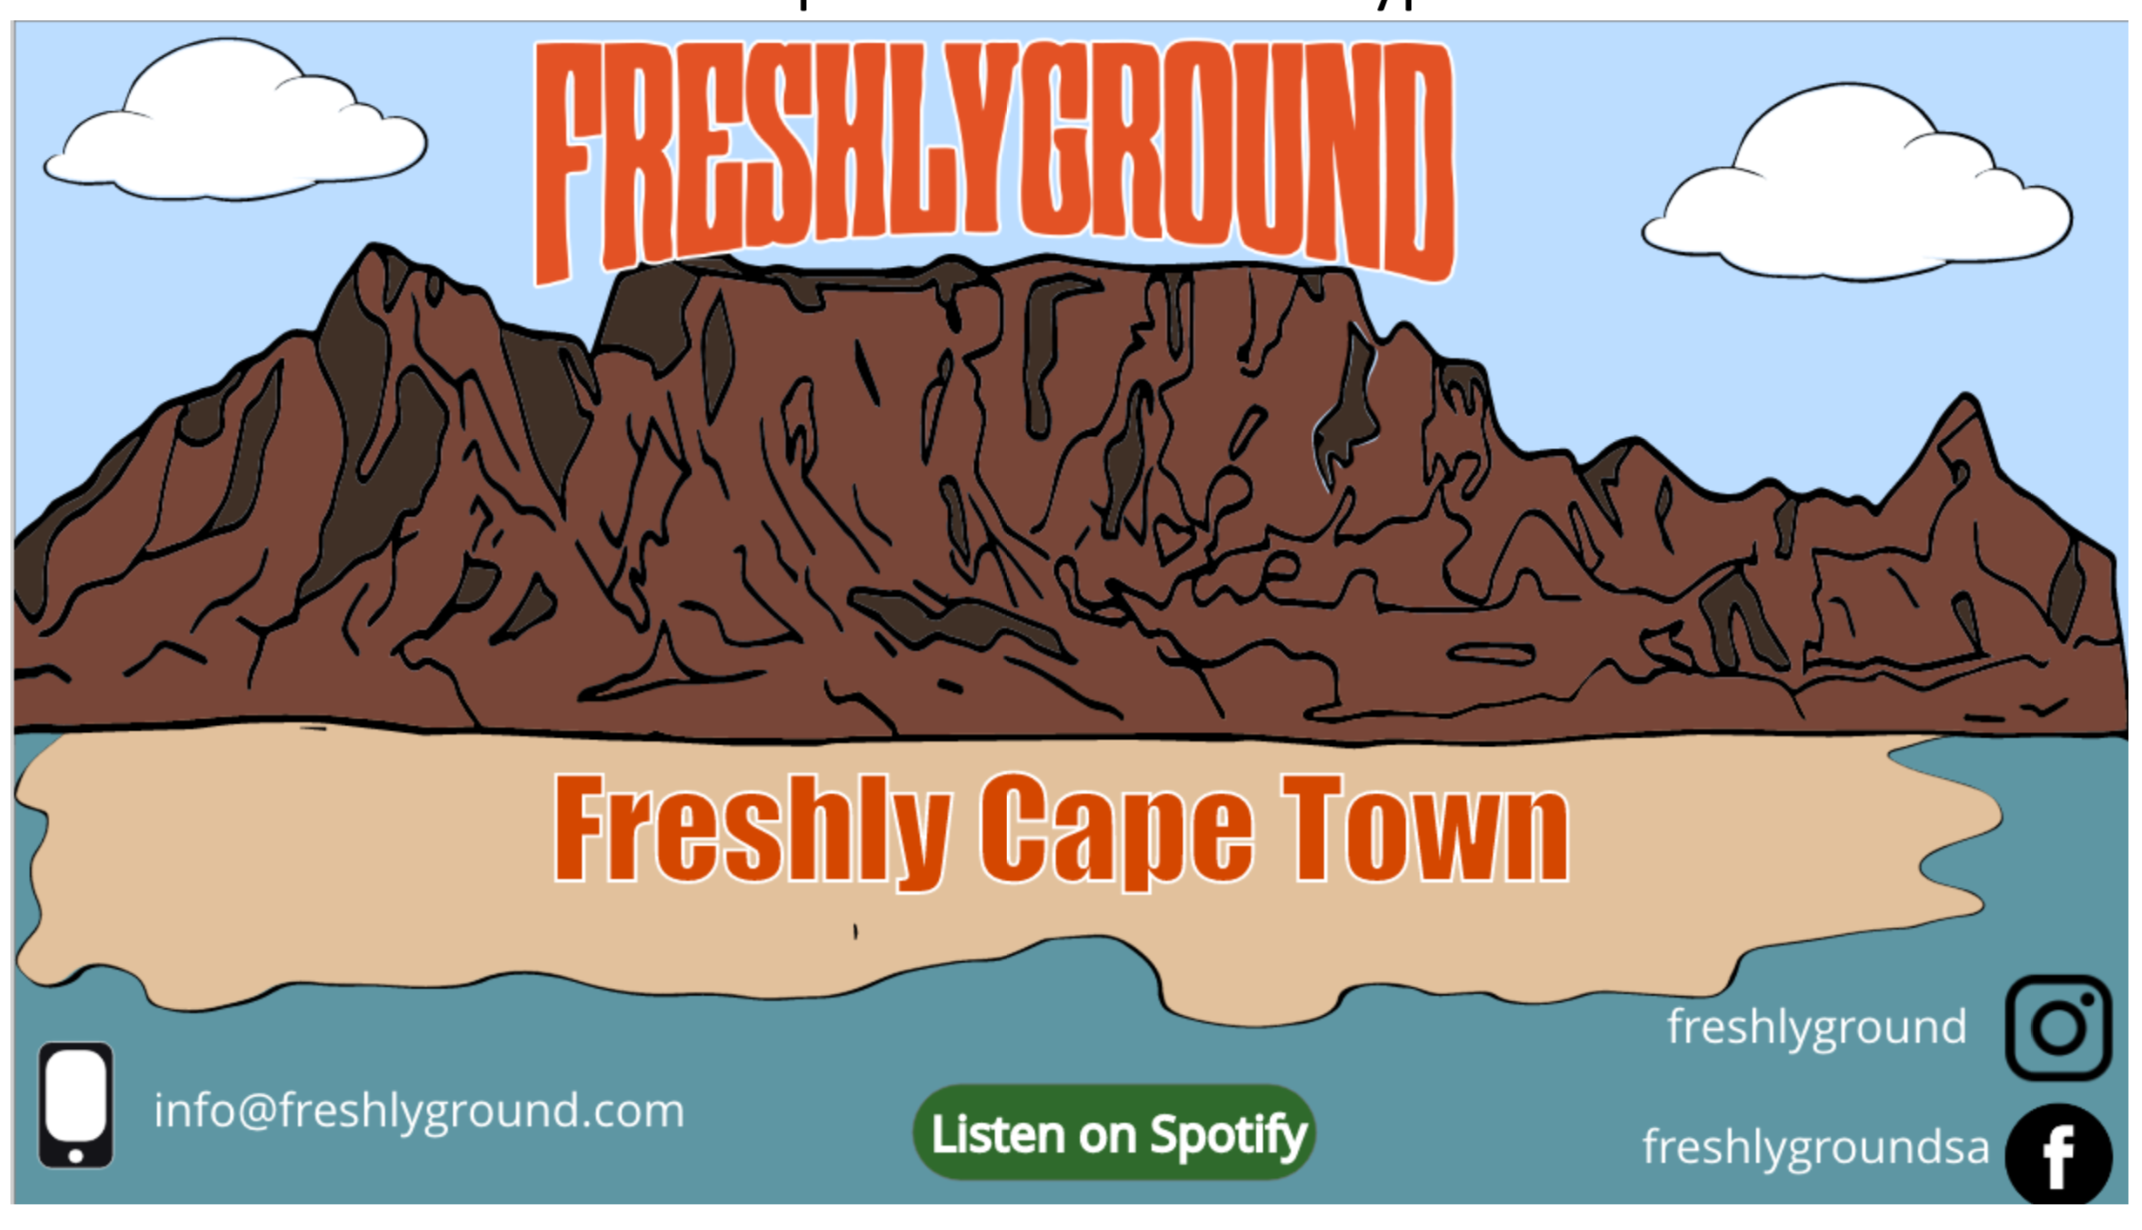 FRESHLYGROUND
Freshly Cape Town
freshlyground
info@freshlyground.com
Listen on Spotify
freshlygroundsa